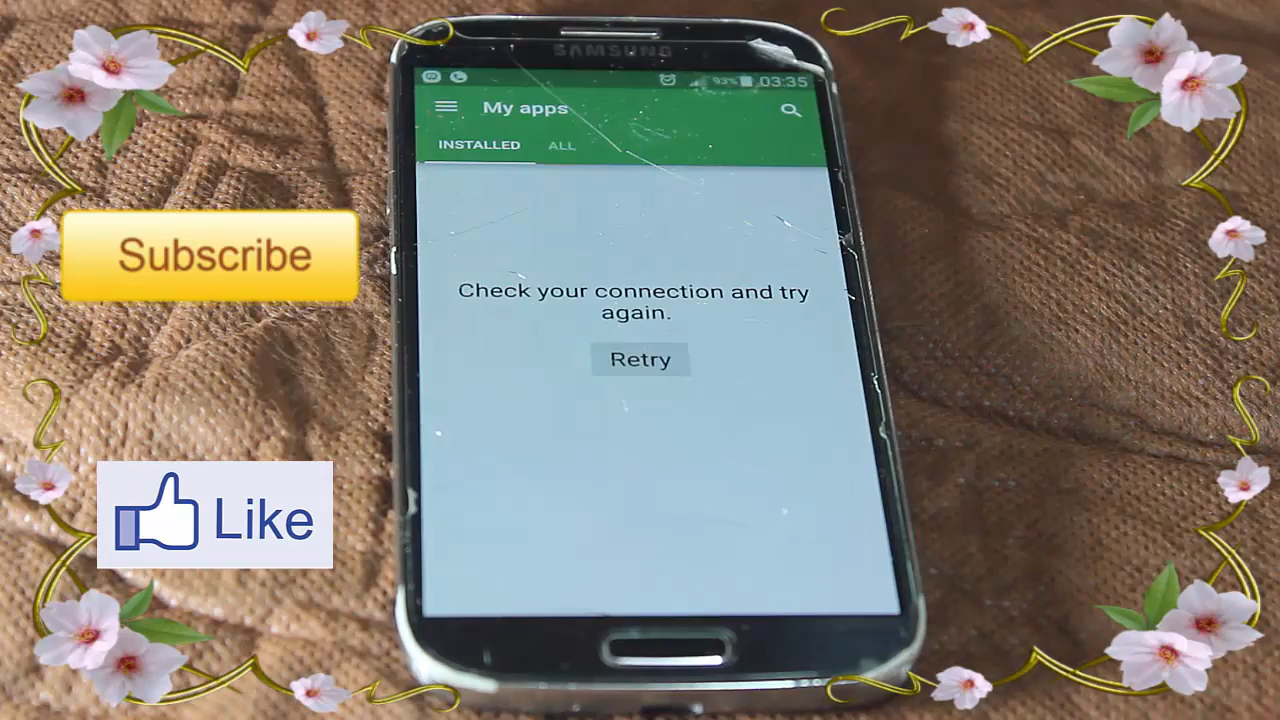 SAMSUNG
93% 03:35
My apps
INSTALLED ALL
Subscribe
Check your connection and try
again.
Retry
Like